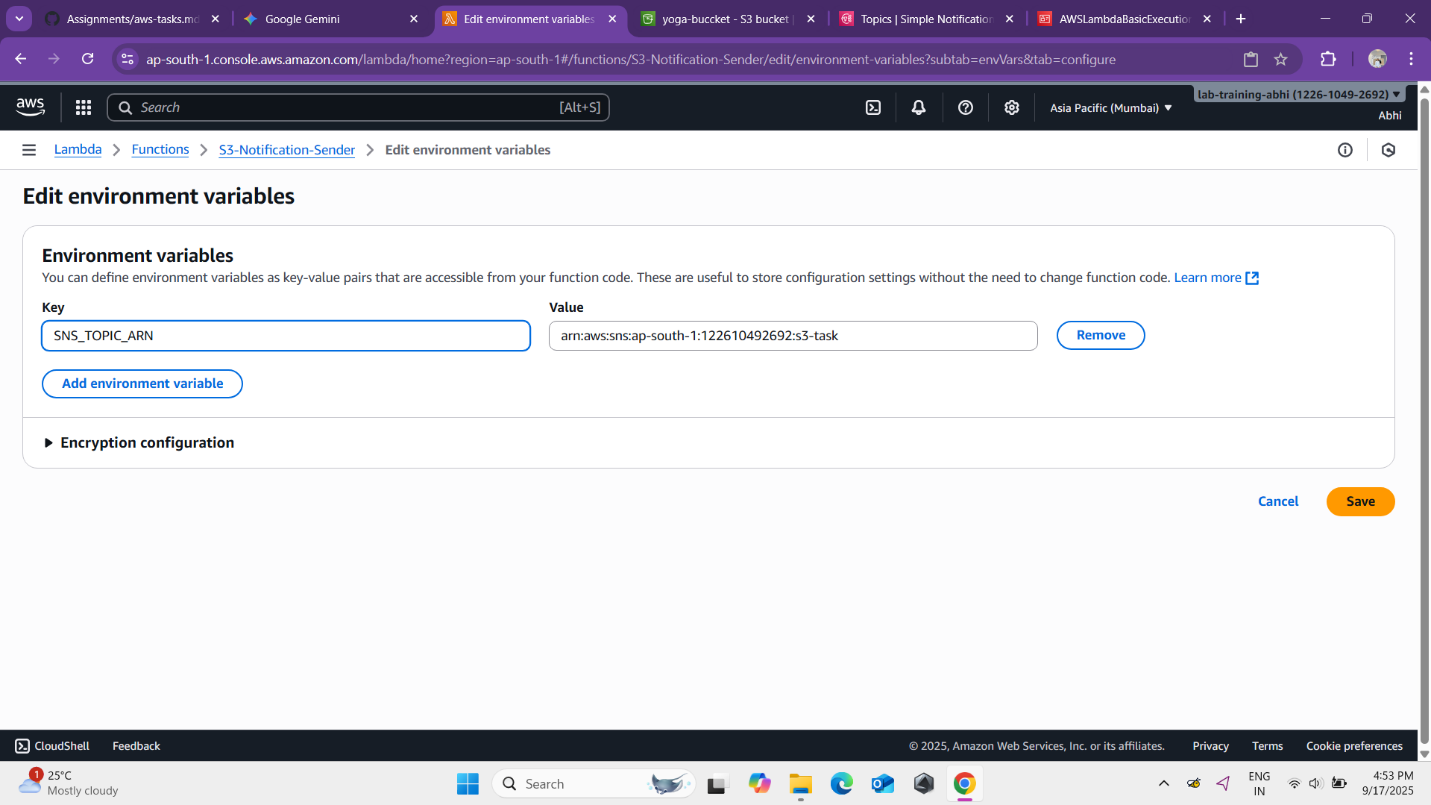 Assignments/aws-tasks.md
Google Gemini
Edit environment variables
yoga-buccket - S3 bucket
Topics | Simple Notification
AWSLambdaBasicExecution
ap-south-1.console.aws.amazon.com/lambda/home?region=ap-south-1#/functions/S3-Notification-Sender/edit/environment-variables?subtab=envVars&tab=configure
aws
Search
[Alt+S]
Asia Pacific (Mumbai)
lab-training-abhi (1226-1049-2692)
Abhi
Lambda
Functions
S3-Notification-Sender
Edit environment variables
Edit environment variables
Environment variables
You can define environment variables as key-value pairs that are accessible from your function code. These are useful to store configuration settings without the need to change function code. Learn more
Key
Value
SNS_TOPIC_ARN
arn:aws:sns:ap-south-1:122610492692:s3-task
Remove
Add environment variable
Encryption configuration
Cancel
Save
CloudShell
Feedback
© 2025, Amazon Web Services, Inc. or its affiliates.
Privacy
Terms
Cookie preferences
1
25°C
Mostly cloudy
Search
ENG
IN
4:53 PM
9/17/2025